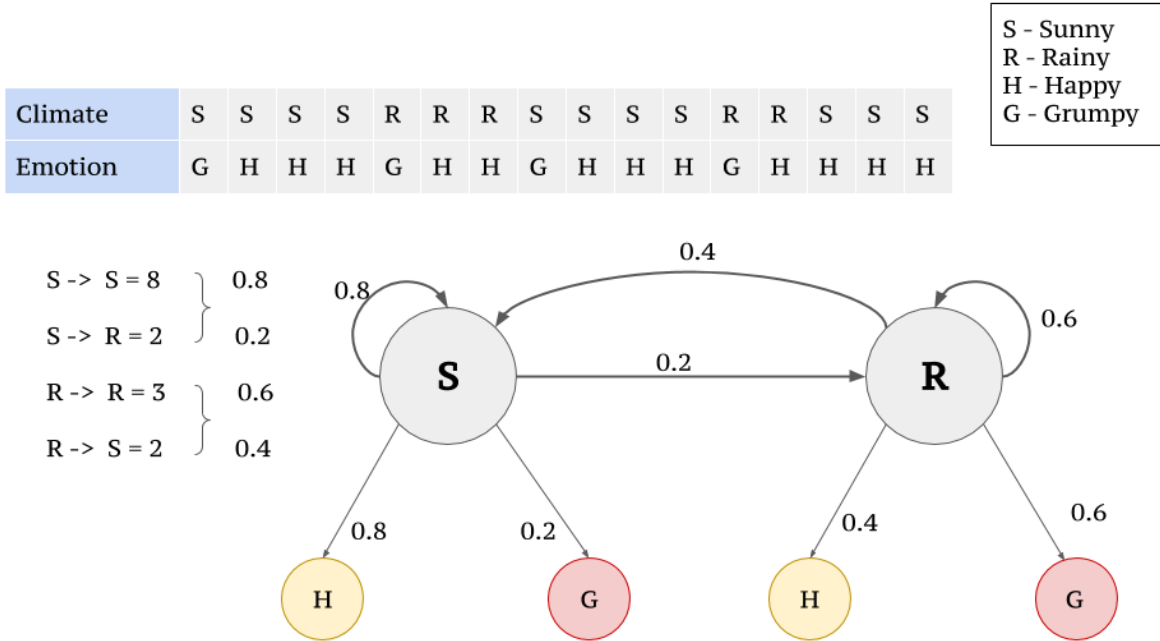 S - Sunny
R - Rainy
H - Happy
G - Grumpy
Climate S S S S R R R S S S S R R S S S
Emotion G H H H G H H G H H H G H H H H
S -> S = 8 0.8
S -> R = 2 0.2
R -> R = 3 0.6
R -> S = 2 0.4
0.4
0.8
0.6
S 0.2 R
0.8 0.2 0.4 0.6
H G H G